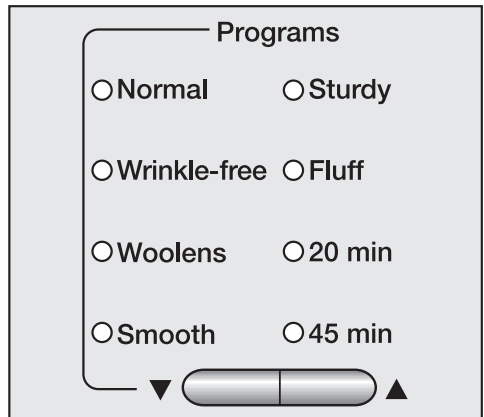 Programs
Normal Sturdy
Wrinkle-free Fluff
Woolens 20 min
Smooth 45 min